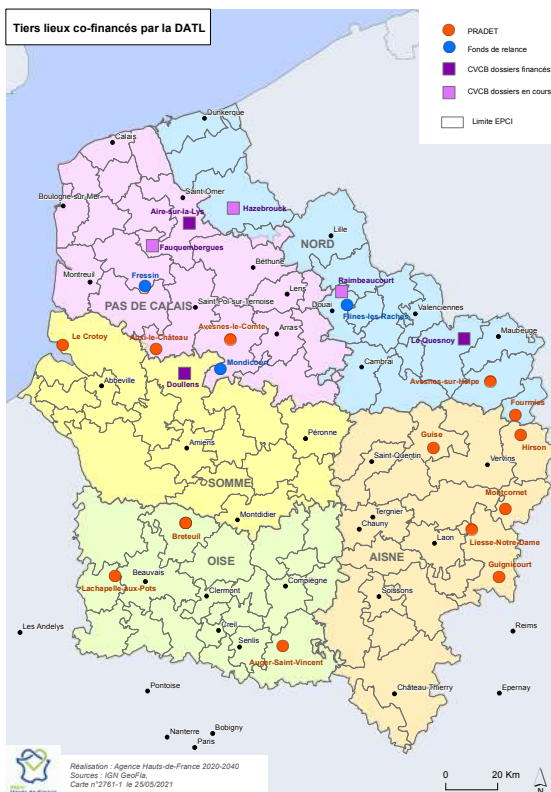 Tiers lieux co-financés par la DATL
PRADET
Fonds de relance
CVCB dossiers financés
CVCB dossiers en cours
Limite EPCI
Dunkerque
Calais
Boulogne-sur-Mer
Saint-Omer
Aire-sur-la-Lys
Hazebrouck
Lille
NORD
Fauquembergues
Béthune
Fressin
Raimbeaucourt
Montreuil
Lens
PAS DE CALAIS
Saint-Pol-sur-Ternoise
Douai
Flines-les-Raches
Valenciennes
Avesnes-le-Comte
Arras
Le Crotoy
Auxi-le-Château
Le Quesnoy
Maubeuge
Mondicourt
Cambrai
Doullens
Abbeville
Avesnes-sur-Helpe
Fourmies
Amiens
Péronne
Guise
Hirson
Saint-Quentin
Vervins
SOMME
Montcornet
Montdidier
Tergnier
Chauny
Breteuil
Laon
Liesse-Notre-Dame
OISE
AISNE
Guignicourt
Beauvais
Compiègne
Lachapelle-aux-Pots
Clermont
Soissons
Les Andelys
Creil
Reims
Senlis
Auger-Saint-Vincent
Château-Thierry
Epernay
Pontoise
Bobigny
Nanterre
Paris
Réalisation : Agence Hauts-de-France 2020-2040
Sources : IGN GeoFla,
Carte n°2761-1 le 25/05/2021
0 20 Km
N